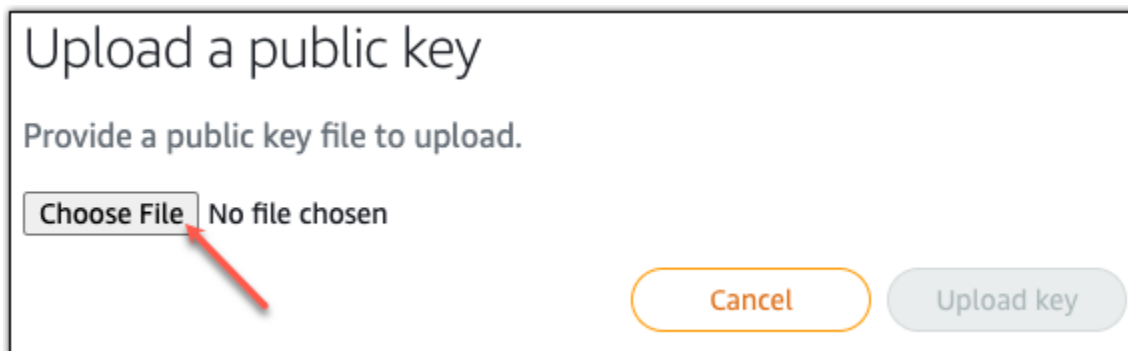 Upload a public key
Provide a public key file to upload.
Choose File No file chosen
Cancel Upload key